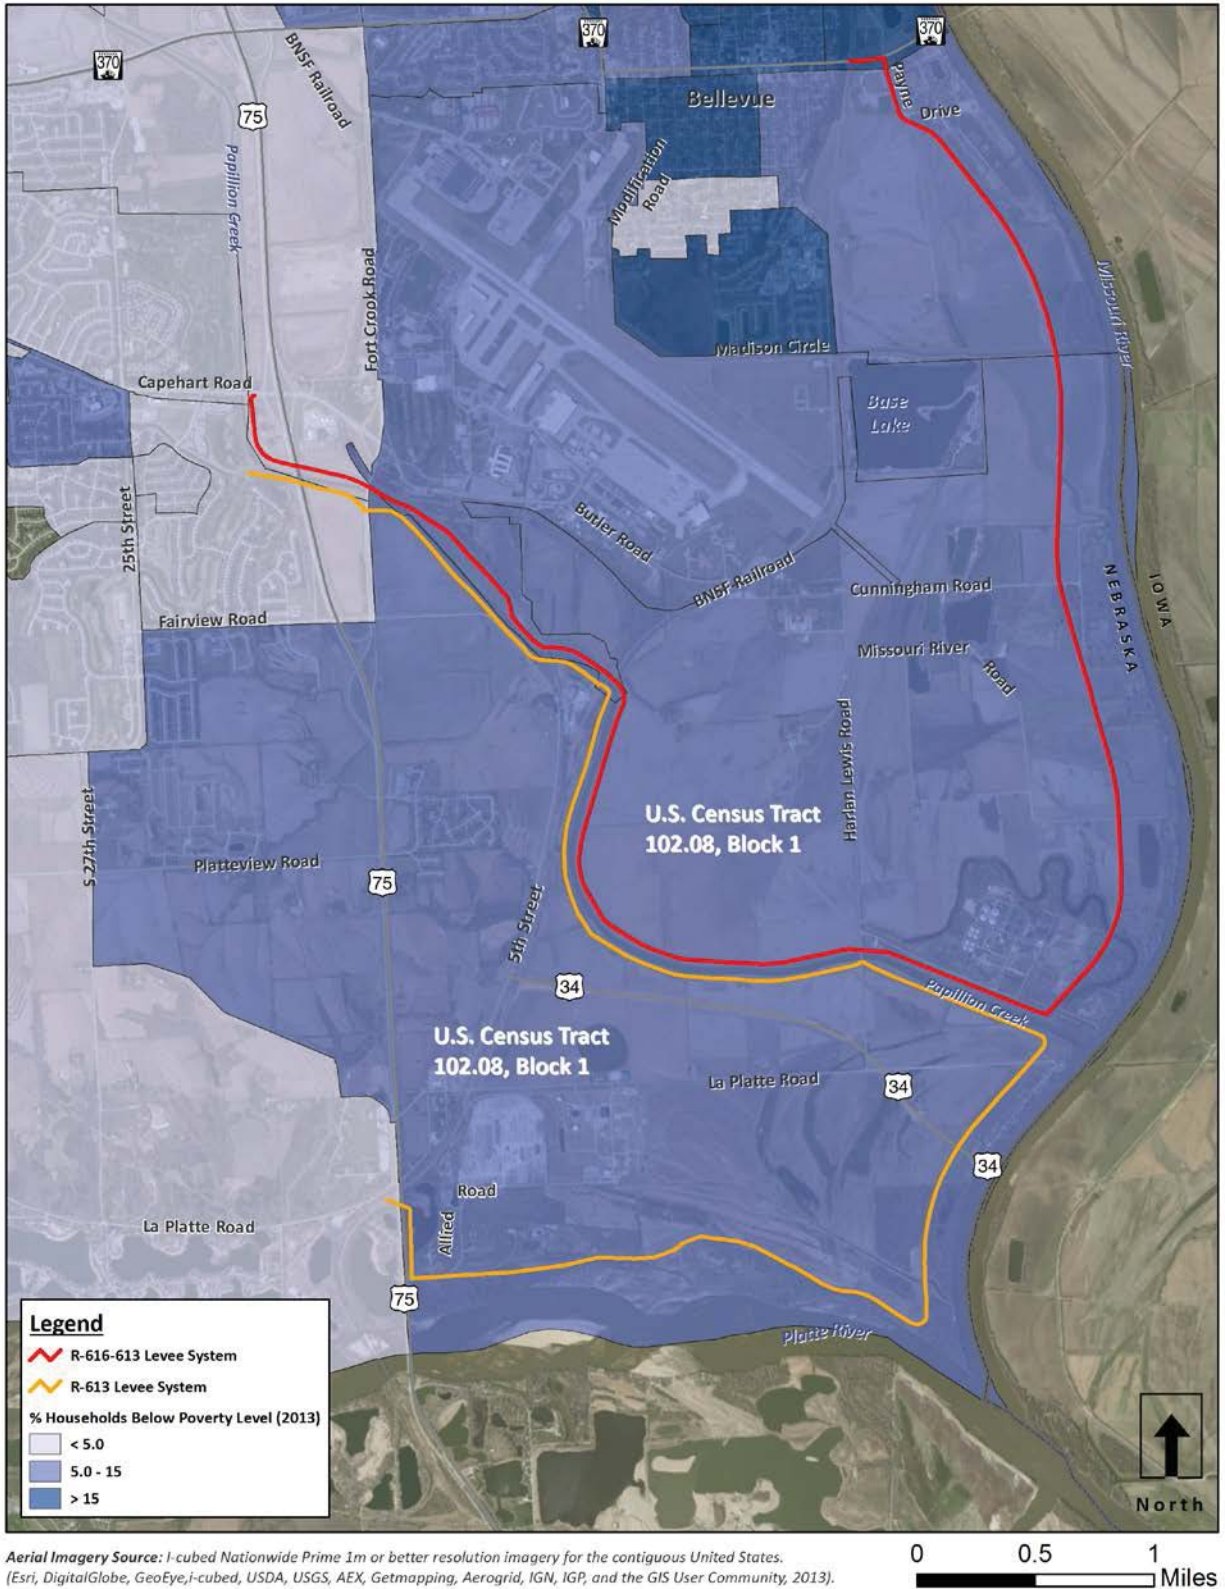 370
370
370
BNSF Railroad
75
Papillion Creek
Bellevue
Payne
Drive
Modification
Road
Fort Crook Road
Missouri River
Madison Circle
Capehart Road
Base
Lake
25th Street
Butler Road
BNSF Railroad
Cunningham Road
NEBRASKA
IOWA
Fairview Road
Missouri River
Road
Harlan Lewis Road
S 27th Street
U.S. Census Tract
102.08, Block 1
Platteview Road
75
5th Street
34
Papillion Creek
U.S. Census Tract
102.08, Block 1
La Platte Road
34
34
Road
Allied
La Platte Road
75
Platte River
Legend
R-616-613 Levee System
R-613 Levee System
% Households Below Poverty Level (2013)
< 5.0
5.0 - 15
> 15
North
Aerial Imagery Source: I-cubed Nationwide Prime 1m or better resolution imagery for the contiguous United States.
(Esri, DigitalGlobe, GeoEye,i-cubed, USDA, USGS, AEX, Getmapping, Aerogrid, IGN, IGP, and the GIS User Community, 2013).
0 0.5 1
Miles